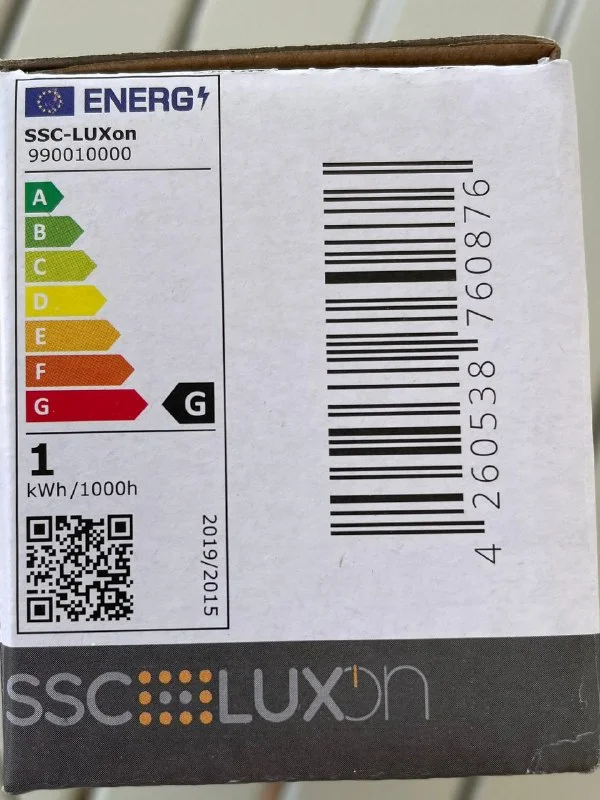 ENERG
SSC-LUXon
990010000
A
B
C
D
E
F
G
G
1
kWh/1000h
2019/2015
4 260538 760876
SSC LUXon